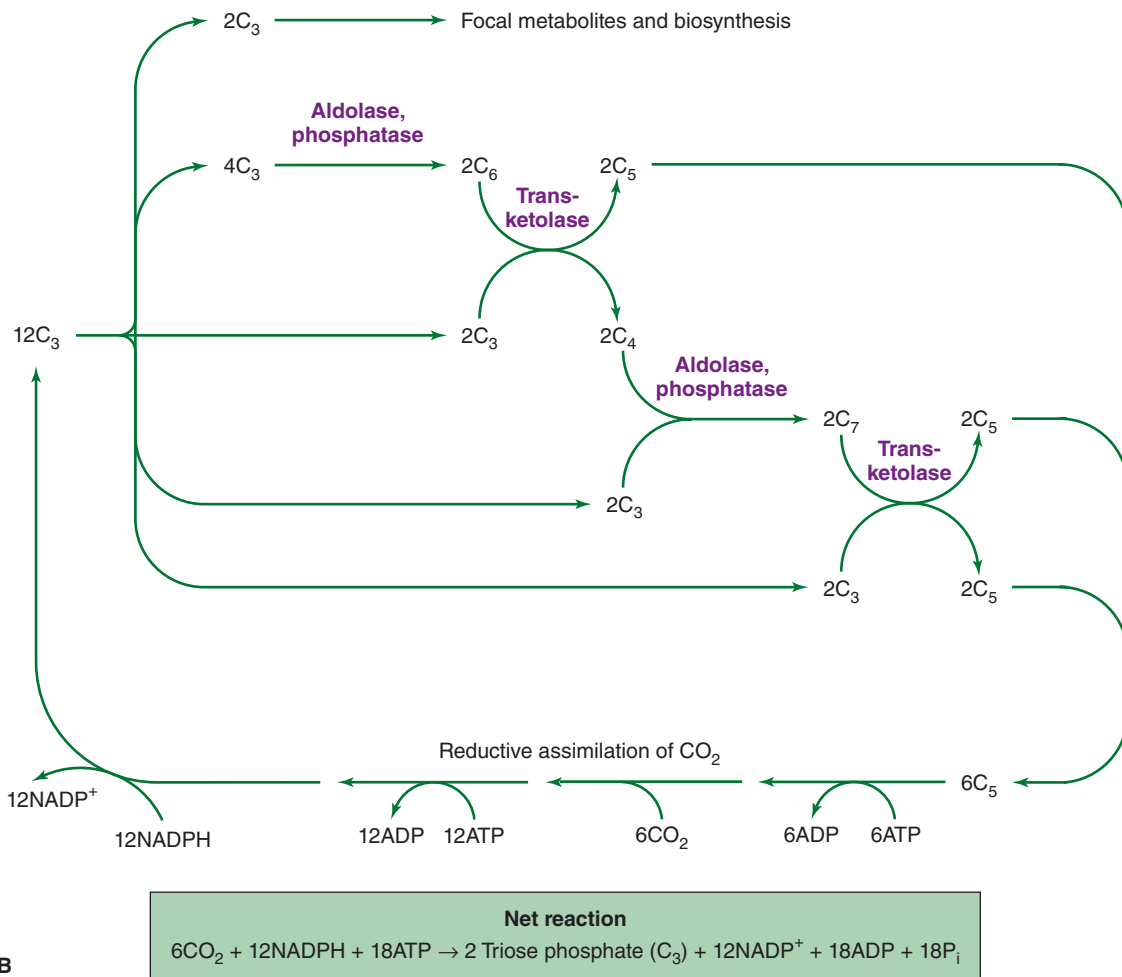 2C₃
Focal metabolites and biosynthesis
Aldolase,
phosphatase
4C₃
2C₆
2C₅
Trans-
ketolase
12C₃
2C₃
2C₄
Aldolase,
phosphatase
2C₇
2C₅
Trans-
ketolase
2C₃
2C₃
2C₅
Reductive assimilation of CO₂
6C₅
12NADP⁺
12NADPH
12ADP
12ATP
6CO₂
6ADP
6ATP
Net reaction
6CO₂ + 12NADPH + 18ATP → 2 Triose phosphate (C₃) + 12NADP⁺ + 18ADP + 18Pᵢ
B